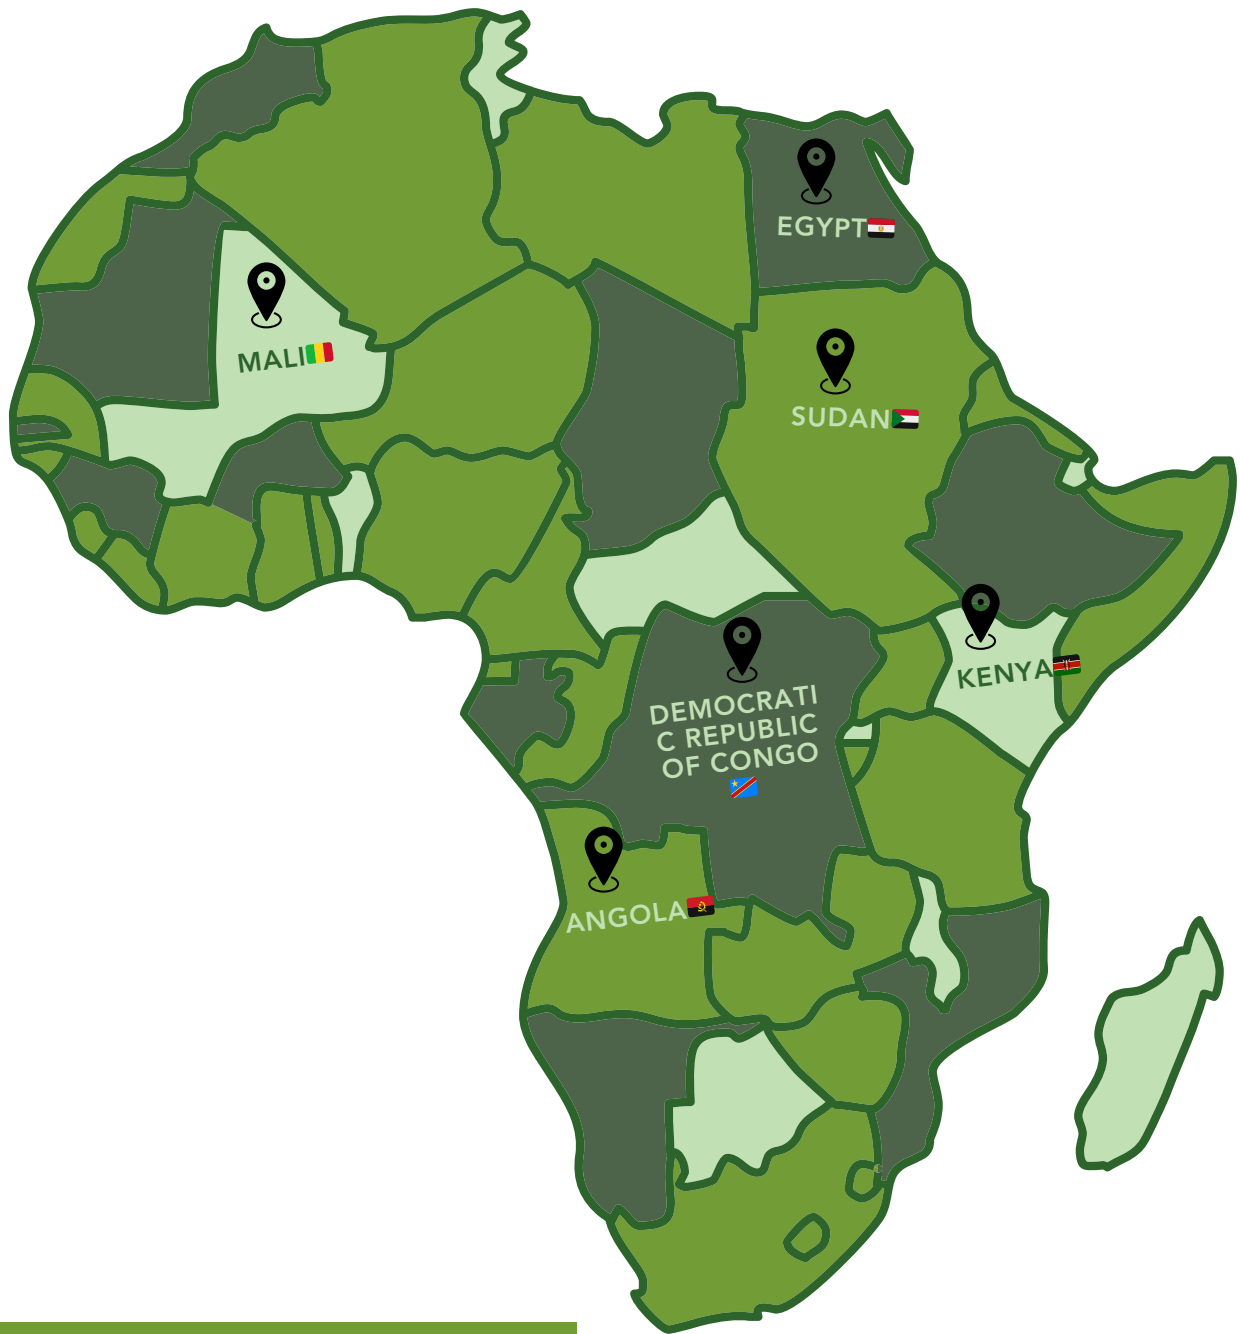 EGYPT
MALI
SUDAN
KENYA
DEMOCRATI
C REPUBLIC
OF CONGO
ANGOLA